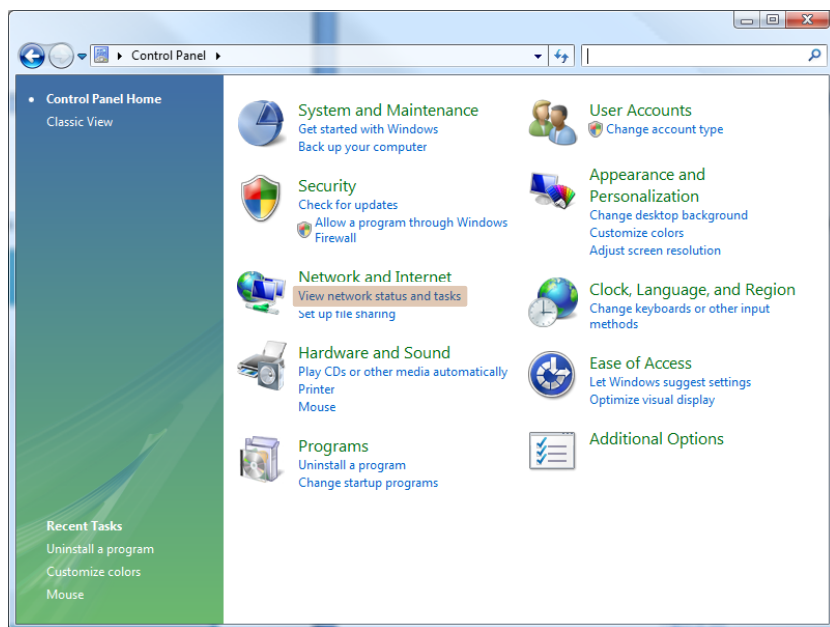 Control Panel
Control Panel Home
Classic View
System and Maintenance
Get started with Windows
Back up your computer
Security
Check for updates
Allow a program through Windows
Firewall
Network and Internet
View network status and tasks
Set up file sharing
Hardware and Sound
Play CDs or other media automatically
Printer
Mouse
Programs
Uninstall a program
Change startup programs
User Accounts
Change account type
Appearance and
Personalization
Change desktop background
Customize colors
Adjust screen resolution
Clock, Language, and Region
Change keyboards or other input
methods
Ease of Access
Let Windows suggest settings
Optimize visual display
Additional Options
Recent Tasks
Uninstall a program
Customize colors
Mouse